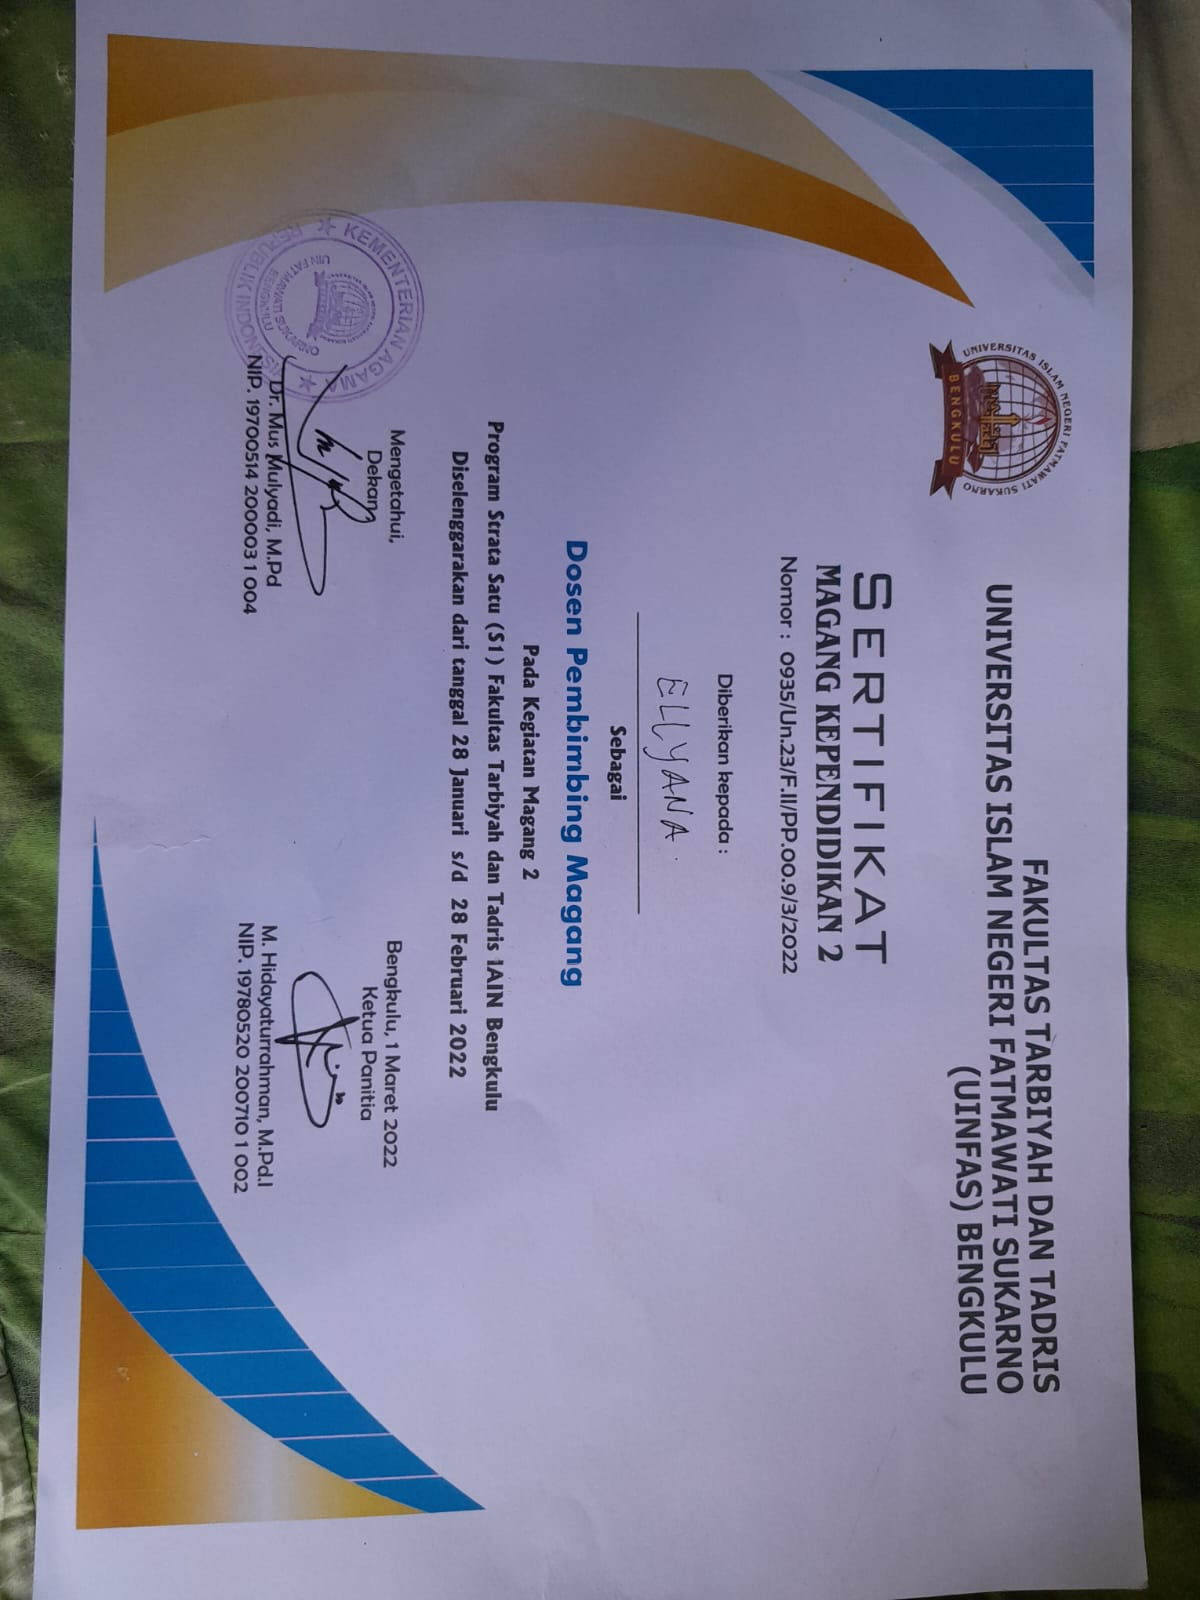 FAKULTAS TARBIYAH DAN TADRIS
UNIVERSITAS ISLAM NEGERI FATMAWATI SUKARNO
(UINFAS) BENGKULU
UNIVERSITAS ISLAM NEGERI FATMAWATI SUKARNO
BENGKULU
SERTIFIKAT
MAGANG KEPENDIDIKAN 2
Nomor : 0935/Un.23/F.II/PP.00.9/3/2022
Diberikan kepada :
ELLYANA.
Sebagai
Dosen Pembimbing Magang
Pada Kegiatan Magang 2
Program Strata Satu (S1) Fakultas Tarbiyah dan Tadris IAIN Bengkulu
Diselenggarakan dari tanggal 28 Januari s/d 28 Februari 2022
Mengetahui,
Dekan
KEMENTERIAN AGAMA
REPUBLIK INDONESIA
UIN FATMAWATI SUKARNO
BENGKULU
Dr. Mus Mulyadi, M.Pd
NIP. 19700514 200003 1 004
Bengkulu, 1 Maret 2022
Ketua Panitia
M. Hidayaturrahman, M.Pd.I
NIP. 19780520 200710 1 002